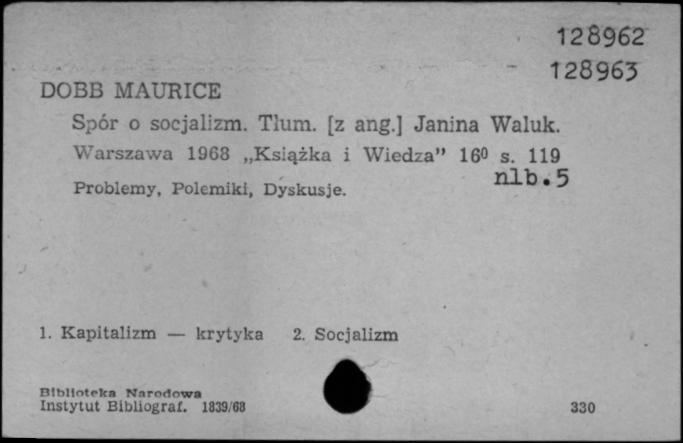 128962
128963
DOBB MAURICE
Spór o socjalizm. Tłum. [z ang.] Janina Waluk.
Warszawa 1968 „Książka i Wiedza” 16⁰ s. 119
nlb.5
Problemy, Polemiki, Dyskusje.
1. Kapitalizm — krytyka 2. Socjalizm
Biblioteka Narodowa
Instytut Bibliograf. 1839/68 330